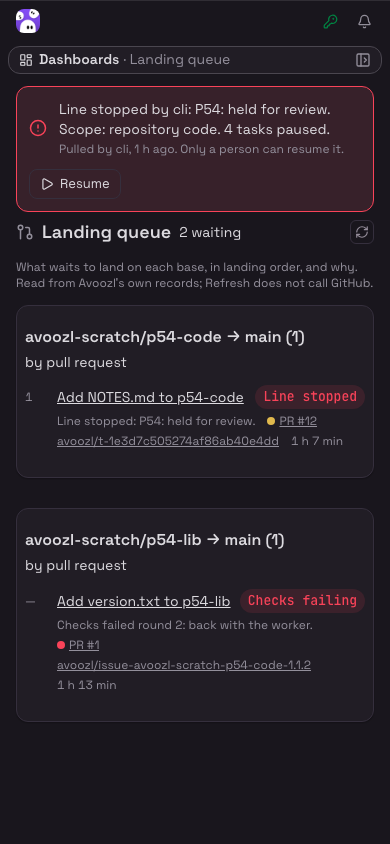 Dashboards · Landing queue
Line stopped by cli: P54: held for review.
Scope: repository code. 4 tasks paused.
Pulled by cli, 1 h ago. Only a person can resume it.
Resume
Landing queue 2 waiting
What waits to land on each base, in landing order, and why.
Read from Avoozl's own records; Refresh does not call GitHub.
avoozl-scratch/p54-code → main (1)
by pull request
1 Add NOTES.md to p54-code Line stopped
Line stopped: P54: held for review. PR #12
avoozl/t-1e3d7c505274af86ab40e4dd 1 h 7 min
avoozl-scratch/p54-lib → main (1)
by pull request
— Add version.txt to p54-lib Checks failing
Checks failed round 2: back with the worker.
PR #1
avoozl/issue-avoozl-scratch-p54-code-1.1.2
1 h 13 min